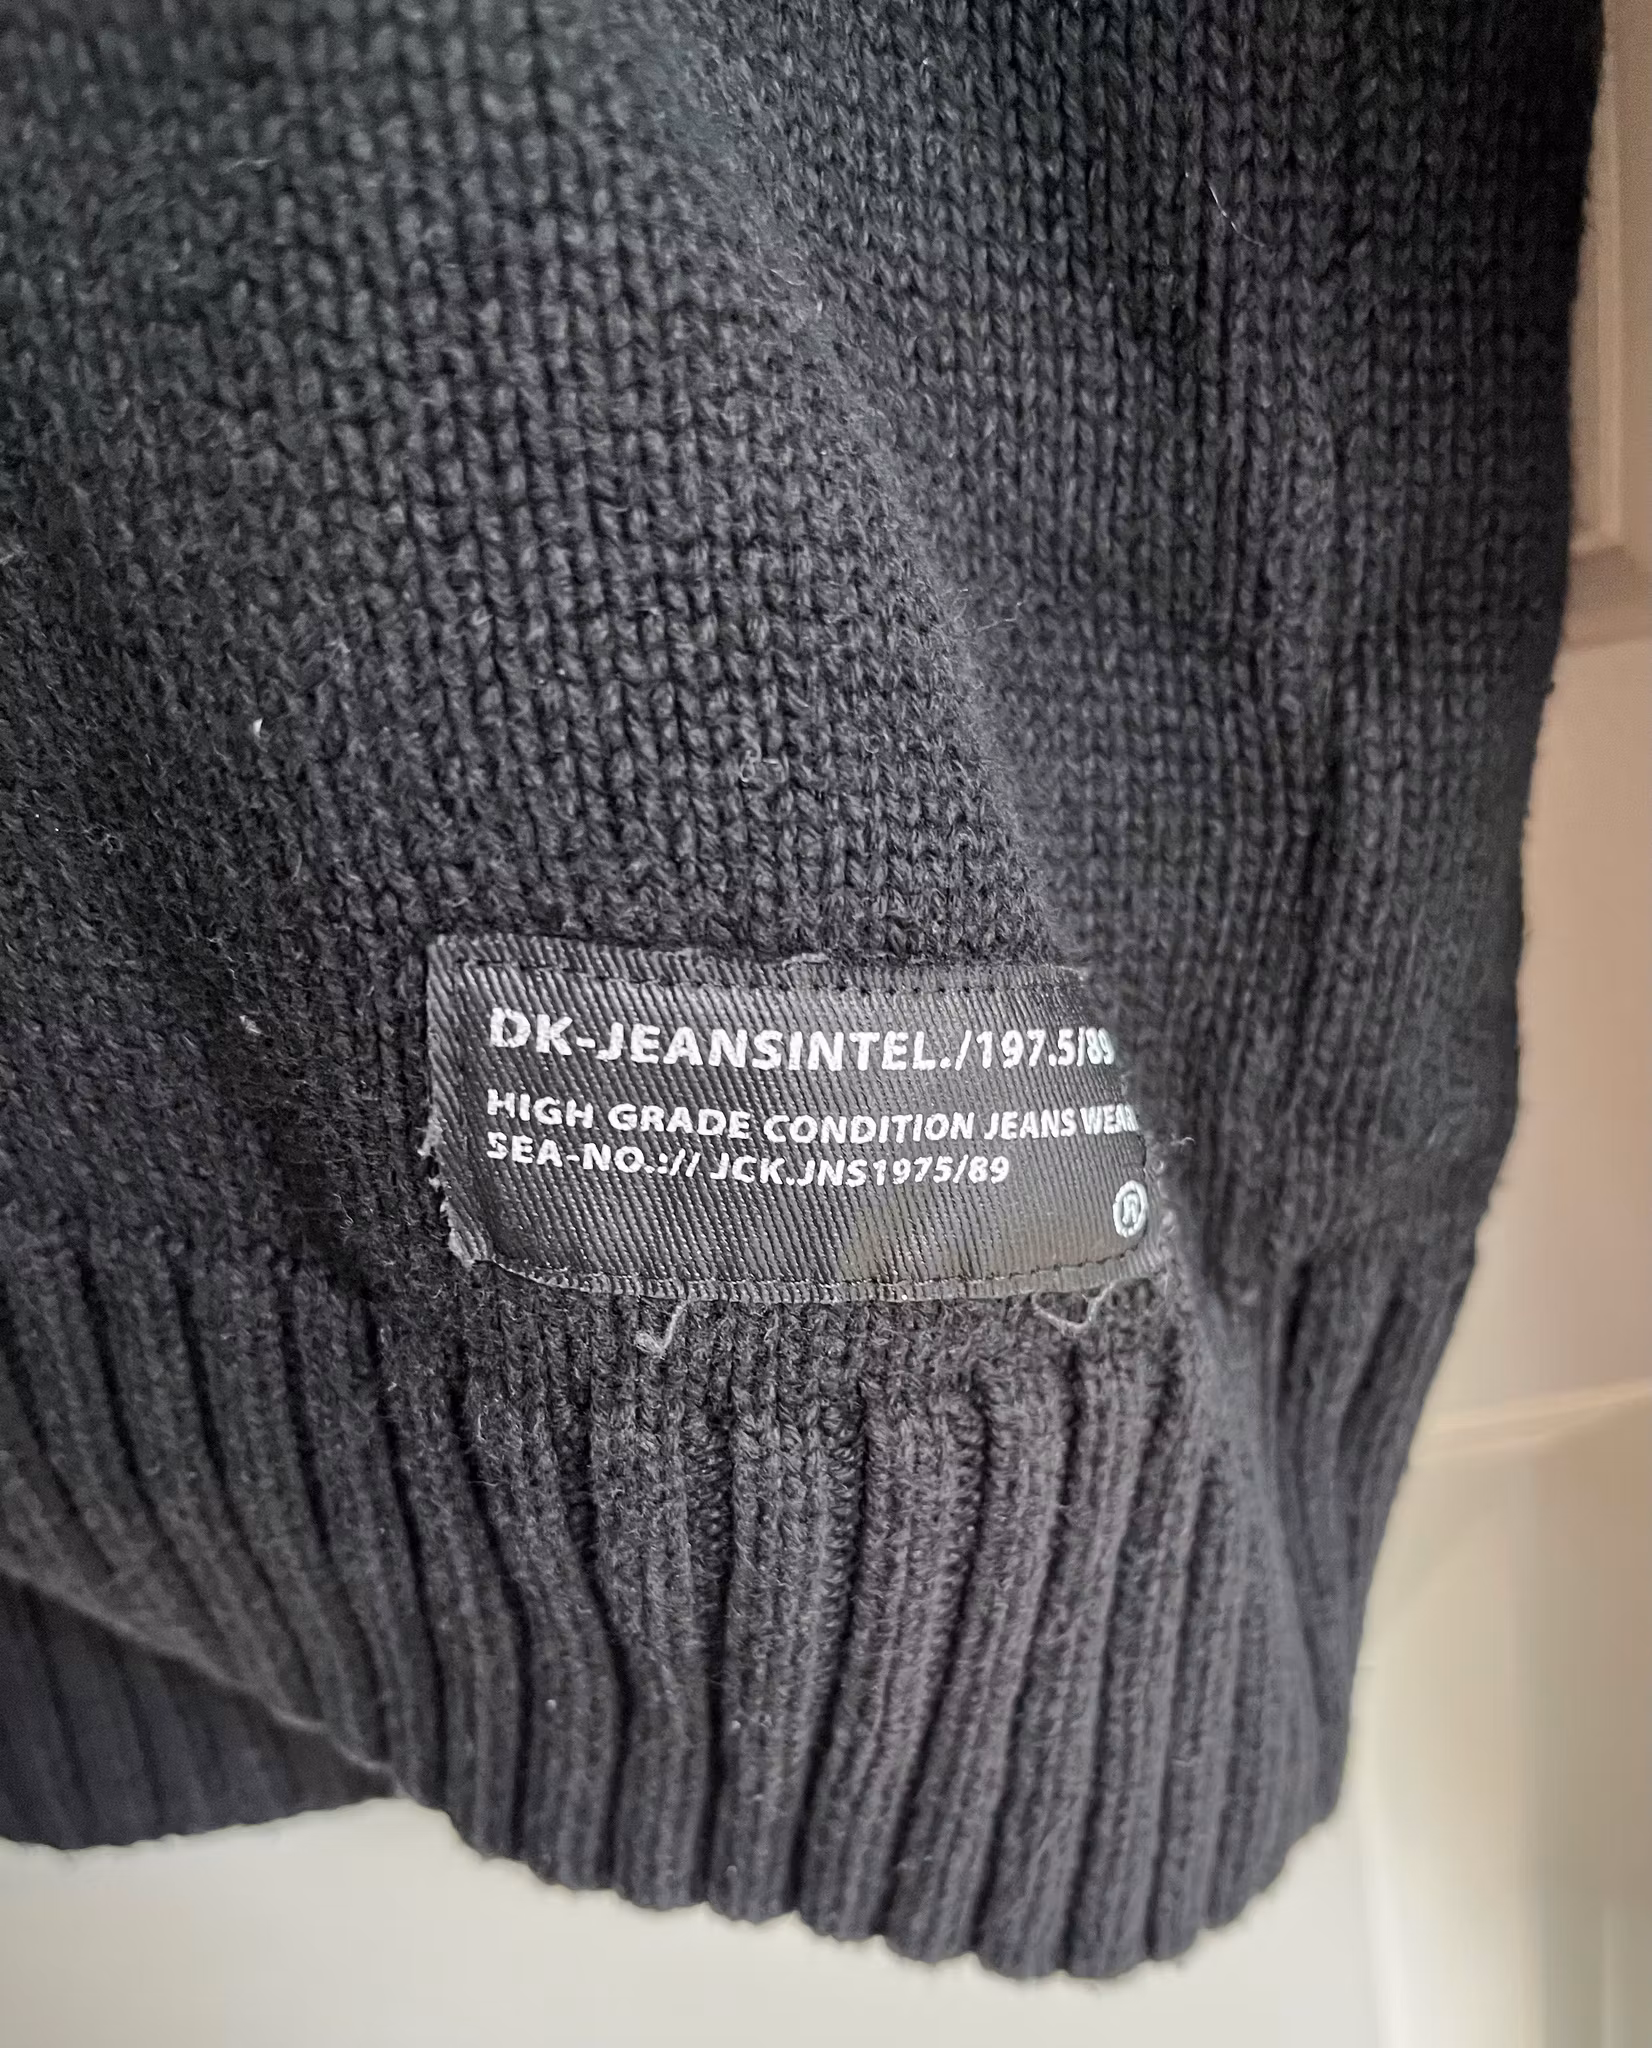 DK-JEANSINTEL./197.5/89
HIGH GRADE CONDITION JEANS WEAR
SEA-NO.:// JCK.JNS1975/89
®